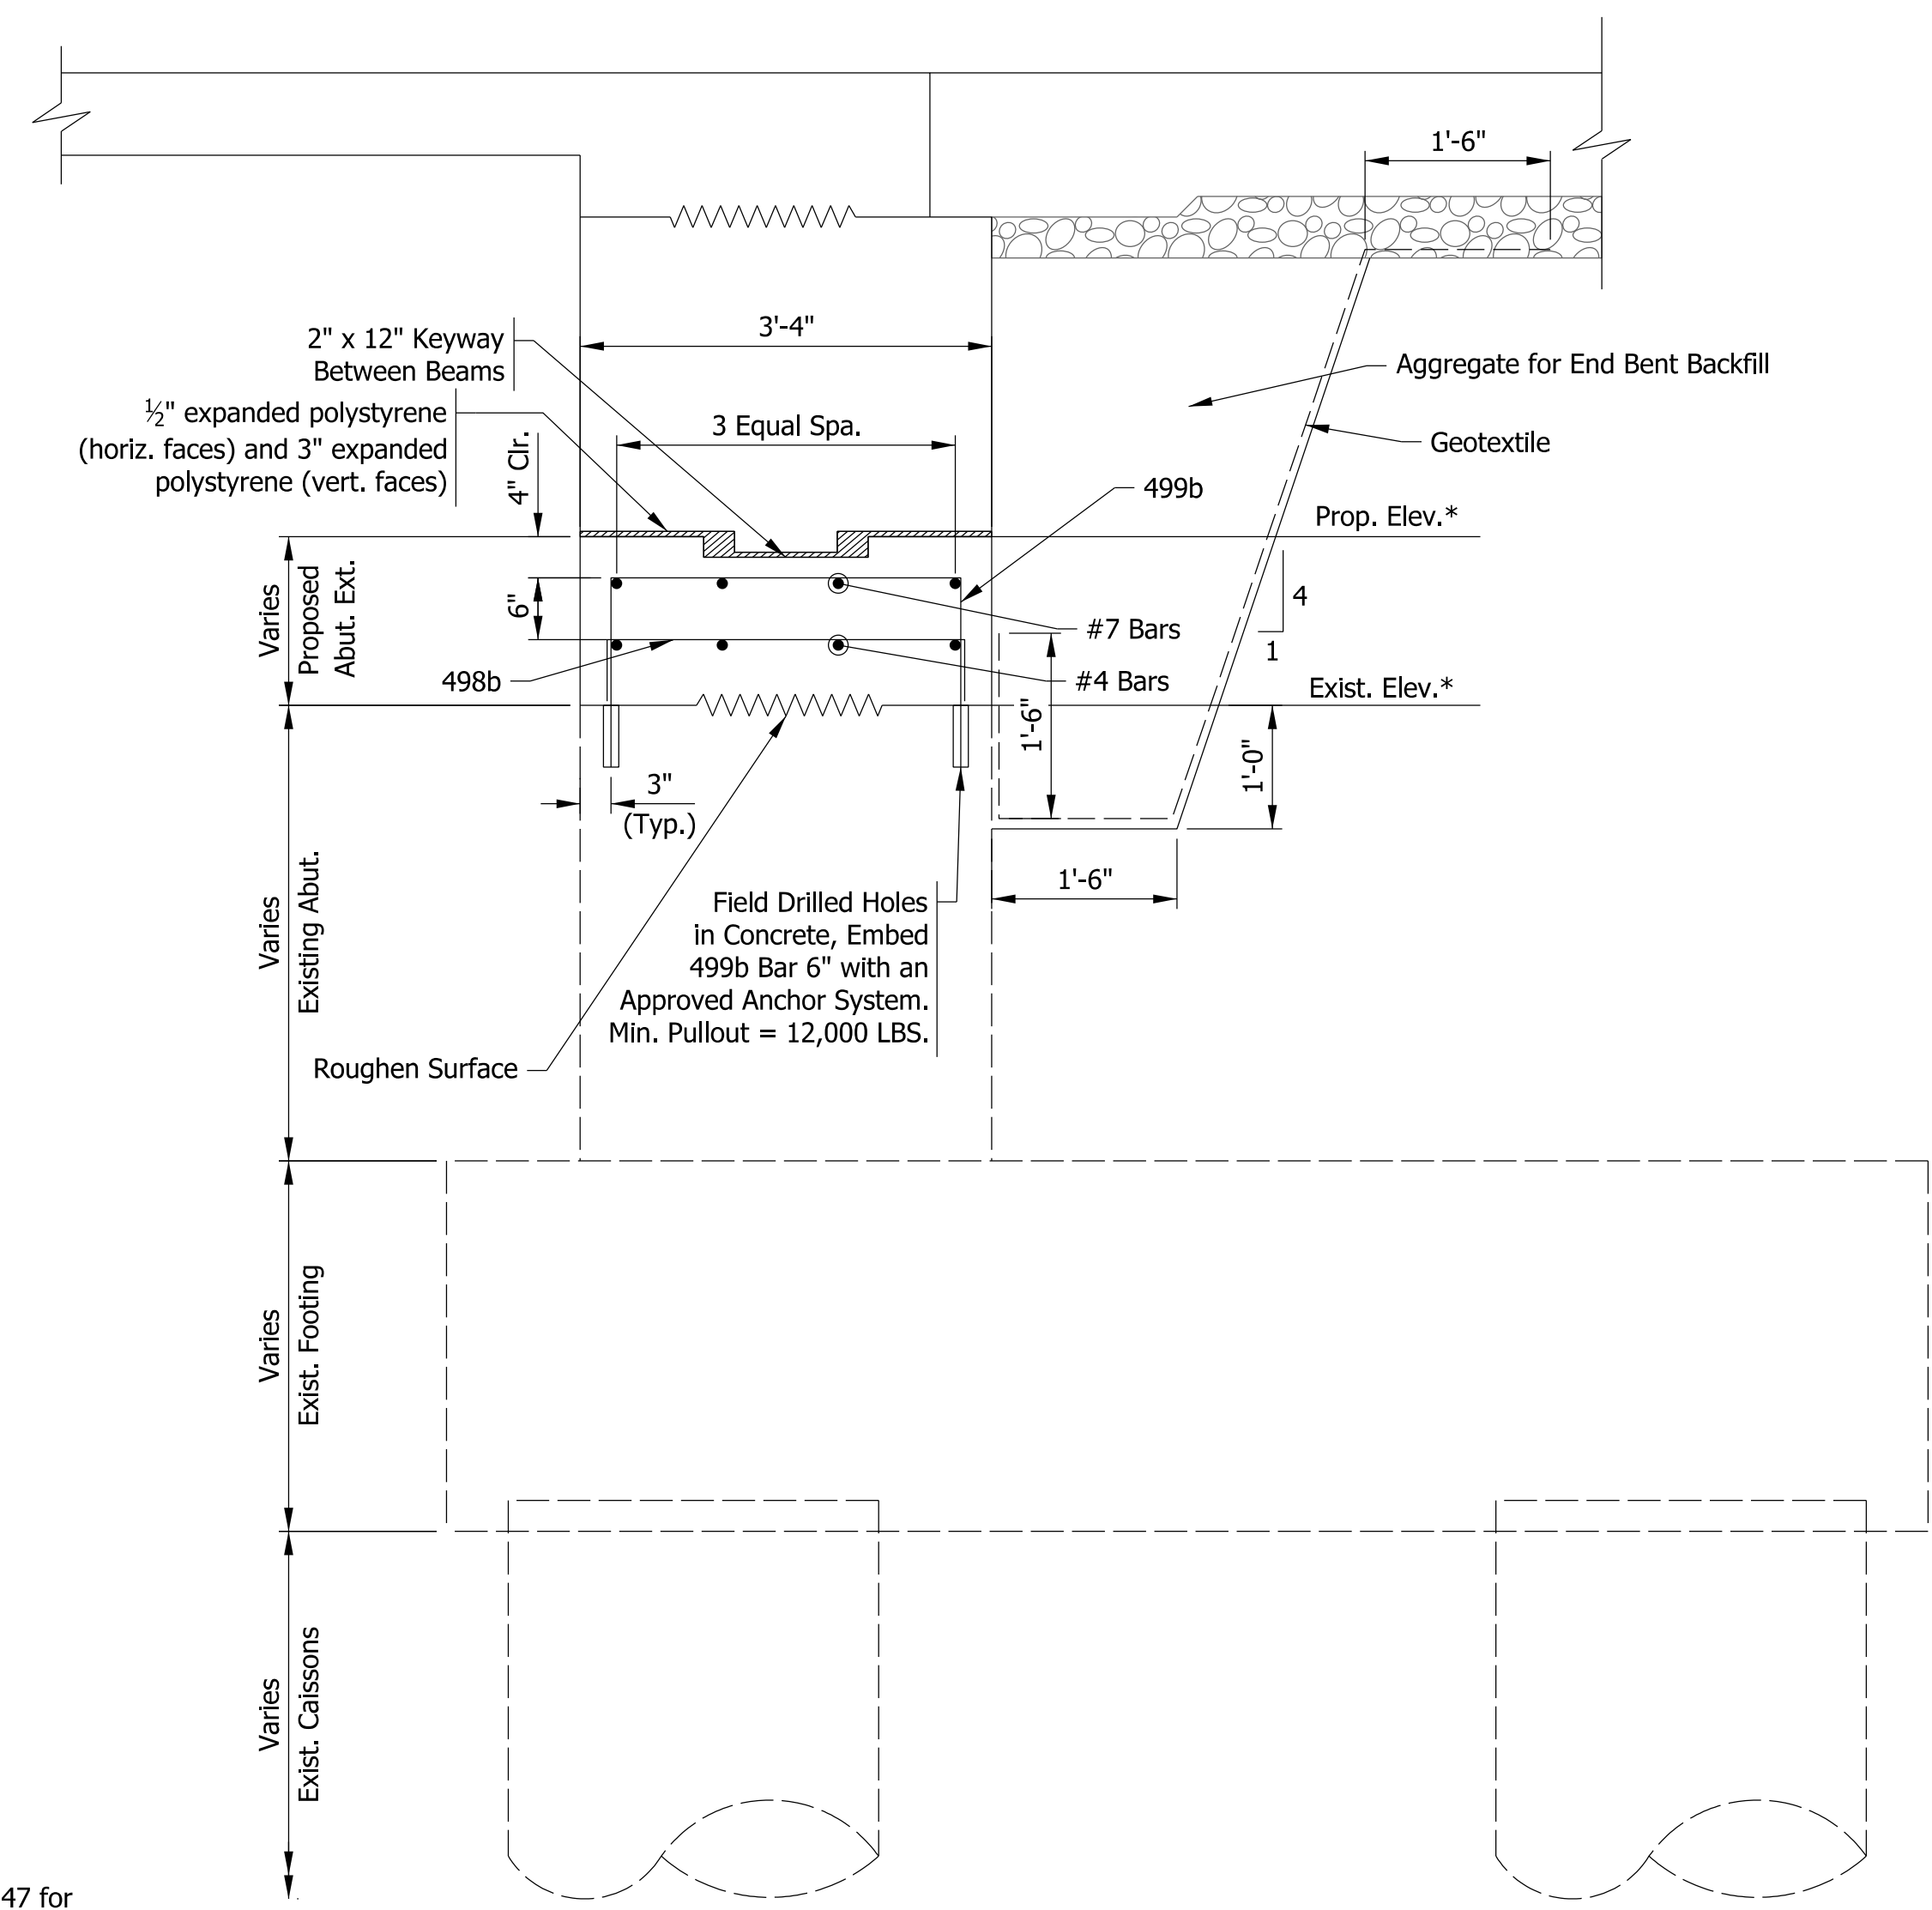 1'-6"
2" x 12" Keyway
Between Beams
3'-4"
Aggregate for End Bent Backfill
½" expanded polystyrene
(horiz. faces) and 3" expanded
polystyrene (vert. faces)
4" Clr.
3 Equal Spa.
Geotextile
499b
Prop. Elev.*
Varies
Proposed
Abut. Ext.
6"
4
1
#7 Bars
498b
#4 Bars
Exist. Elev.*
1'-6"
1'-0"
3"
(Typ.)
1'-6"
Varies
Existing Abut.
Field Drilled Holes
in Concrete, Embed
499b Bar 6" with an
Approved Anchor System.
Min. Pullout = 12,000 LBS.
Roughen Surface
Varies
Exist. Footing
Varies
Exist. Caissons
47 for